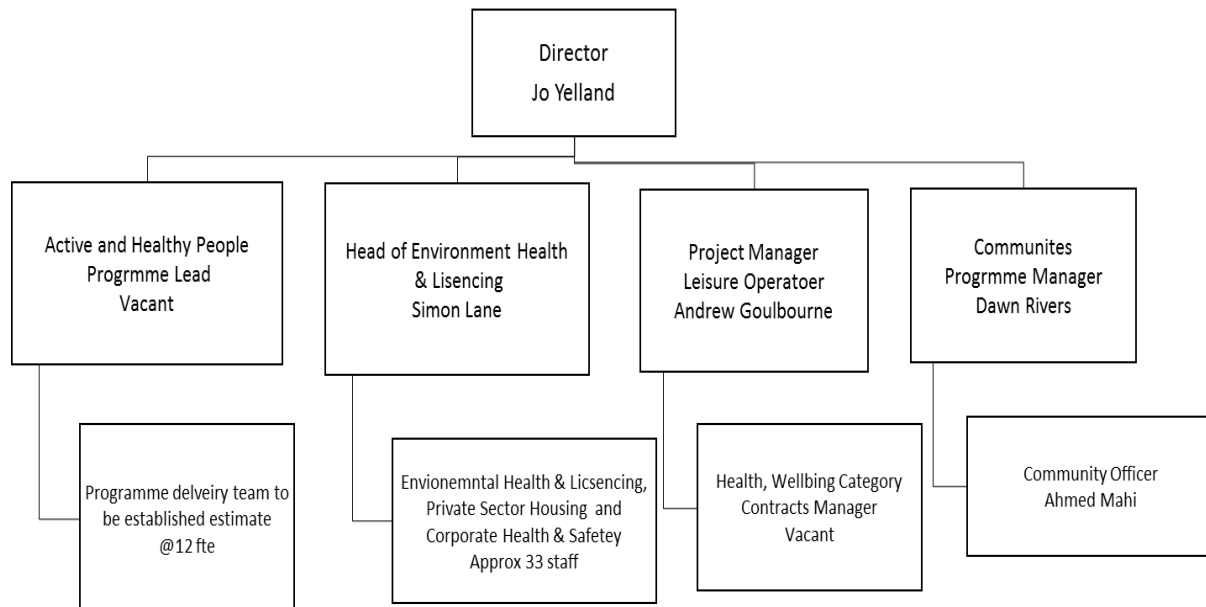 Director
Jo Yelland
Active and Healthy People
Progrmme Lead
Vacant
Head of Environment Health
& Lisencing
Simon Lane
Project Manager
Leisure Operatoer
Andrew Goulbourne
Communites
Progrmme Manager
Dawn Rivers
Programme delveiry team to
be established estimate
@12 fte
Envionemntal Health & Licsencing,
Private Sector Housing and
Corporate Health & Safetey
Approx 33 staff
Health, Wellbing Category
Contracts Manager
Vacant
Community Officer
Ahmed Mahi